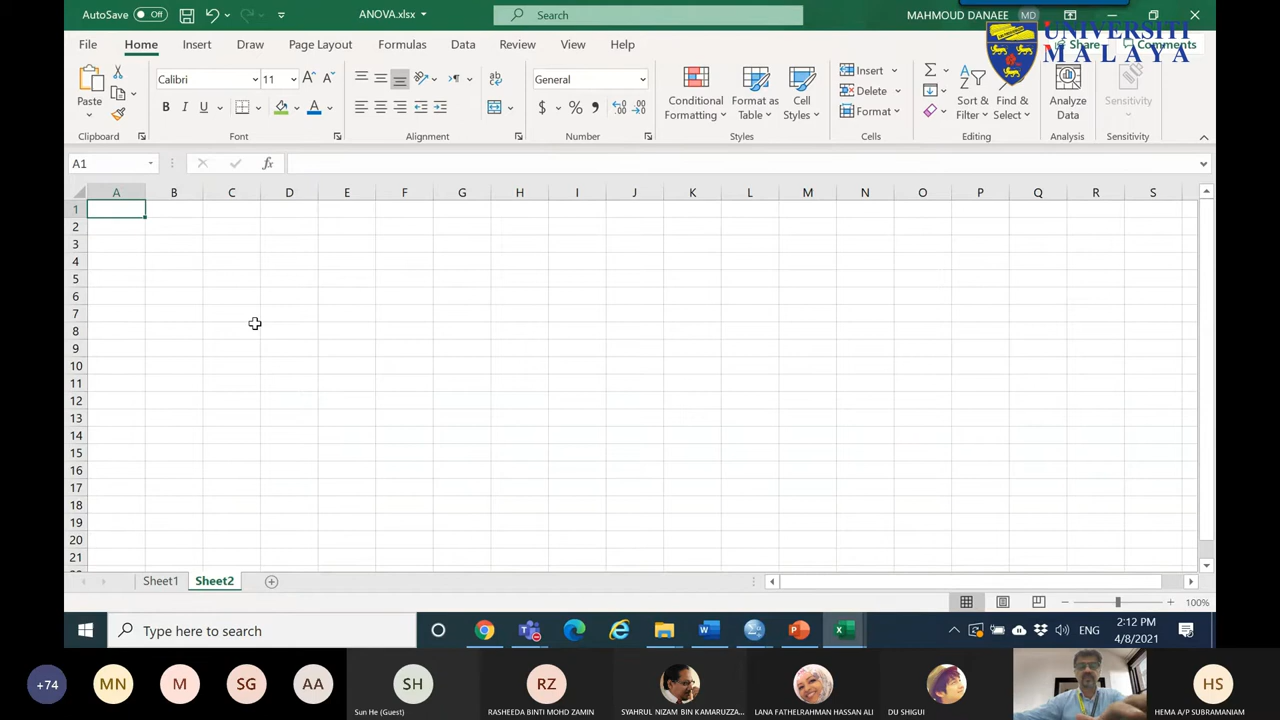 AutoSave Off ANOVA.xlsx Search MAHMOUD DANAEE MD
File Home Insert Draw Page Layout Formulas Data Review View Help Share Comments
UNIVERSITI
MALAYA
Paste Calibri 11 General Insert Delete Format
B I U $ % 9
Conditional Formatting Format as Table Cell Styles Sort & Filter Find & Select Analyze Data Sensitivity
Clipboard Font Alignment Number Styles Cells Editing Analysis Sensitivity
A1 fx
A B C D E F G H I J K L M N O P Q R S
1
2
3
4
5
6
7
8
9
10
11
12
13
14
15
16
17
18
19
20
21
Sheet1 Sheet2
100%
Type here to search ENG 2:12 PM
4/8/2021
+74 MN M SG AA SH RZ HS
Sun He (Guest) RASHEEDA BINTI MOHD ZAMIN SYAHRUL NIZAM BIN KAMARUZZA... LANA FATHELRAHMAN HASSAN ALI DU SHIGUI HEMA A/P SUBRAMANIAM